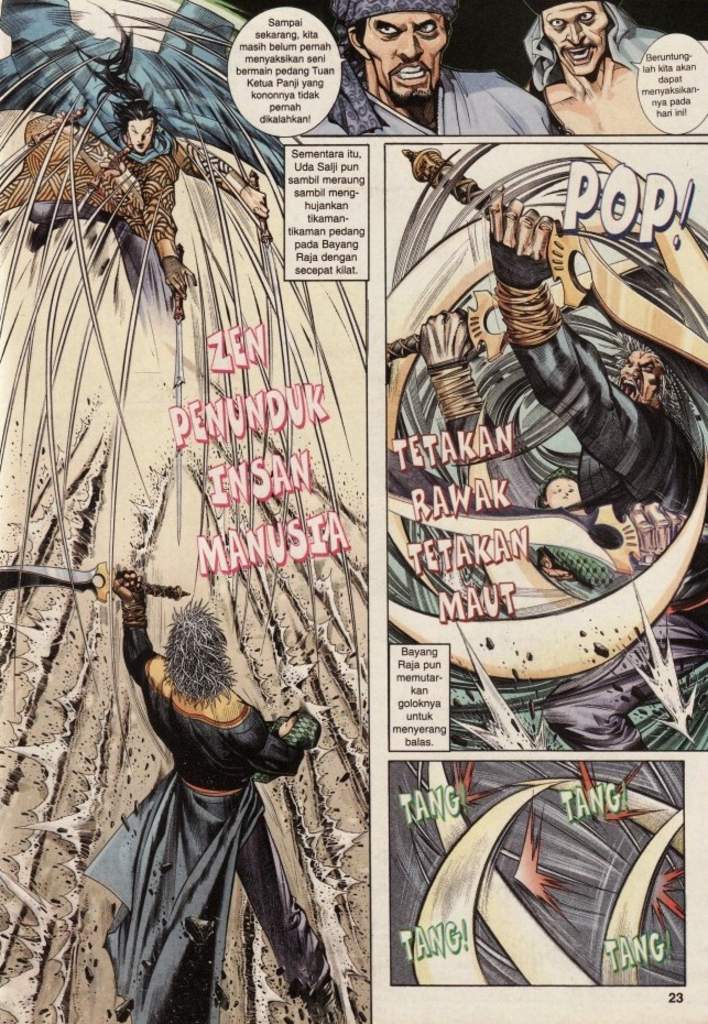 Sampai
sekarang, kita
masih belum pernah
menyaksikan seni
bermain pedang Tuan
Ketua Panji yang
kononnya tidak
pernah
dikalahkan!
Beruntung-
lah kita akan
dapat
menyaksikan-
nya pada
hari ini!
Sementara itu,
Uda Salji pun
sambil meraung
sambil meng-
hujankan
tikaman-
tikaman pedang
pada Bayang
Raja dengan
secepat kilat.
ZEN
PENUNDUK
INSAN
MANUSIA
POP!
TETAKAN
RAWAK
TETAKAN
MAUT
Bayang
Raja pun
memutar-
kan
goloknya
untuk
menyerang
balas.
TANG!
TANG!
TANG!
TANG!
23